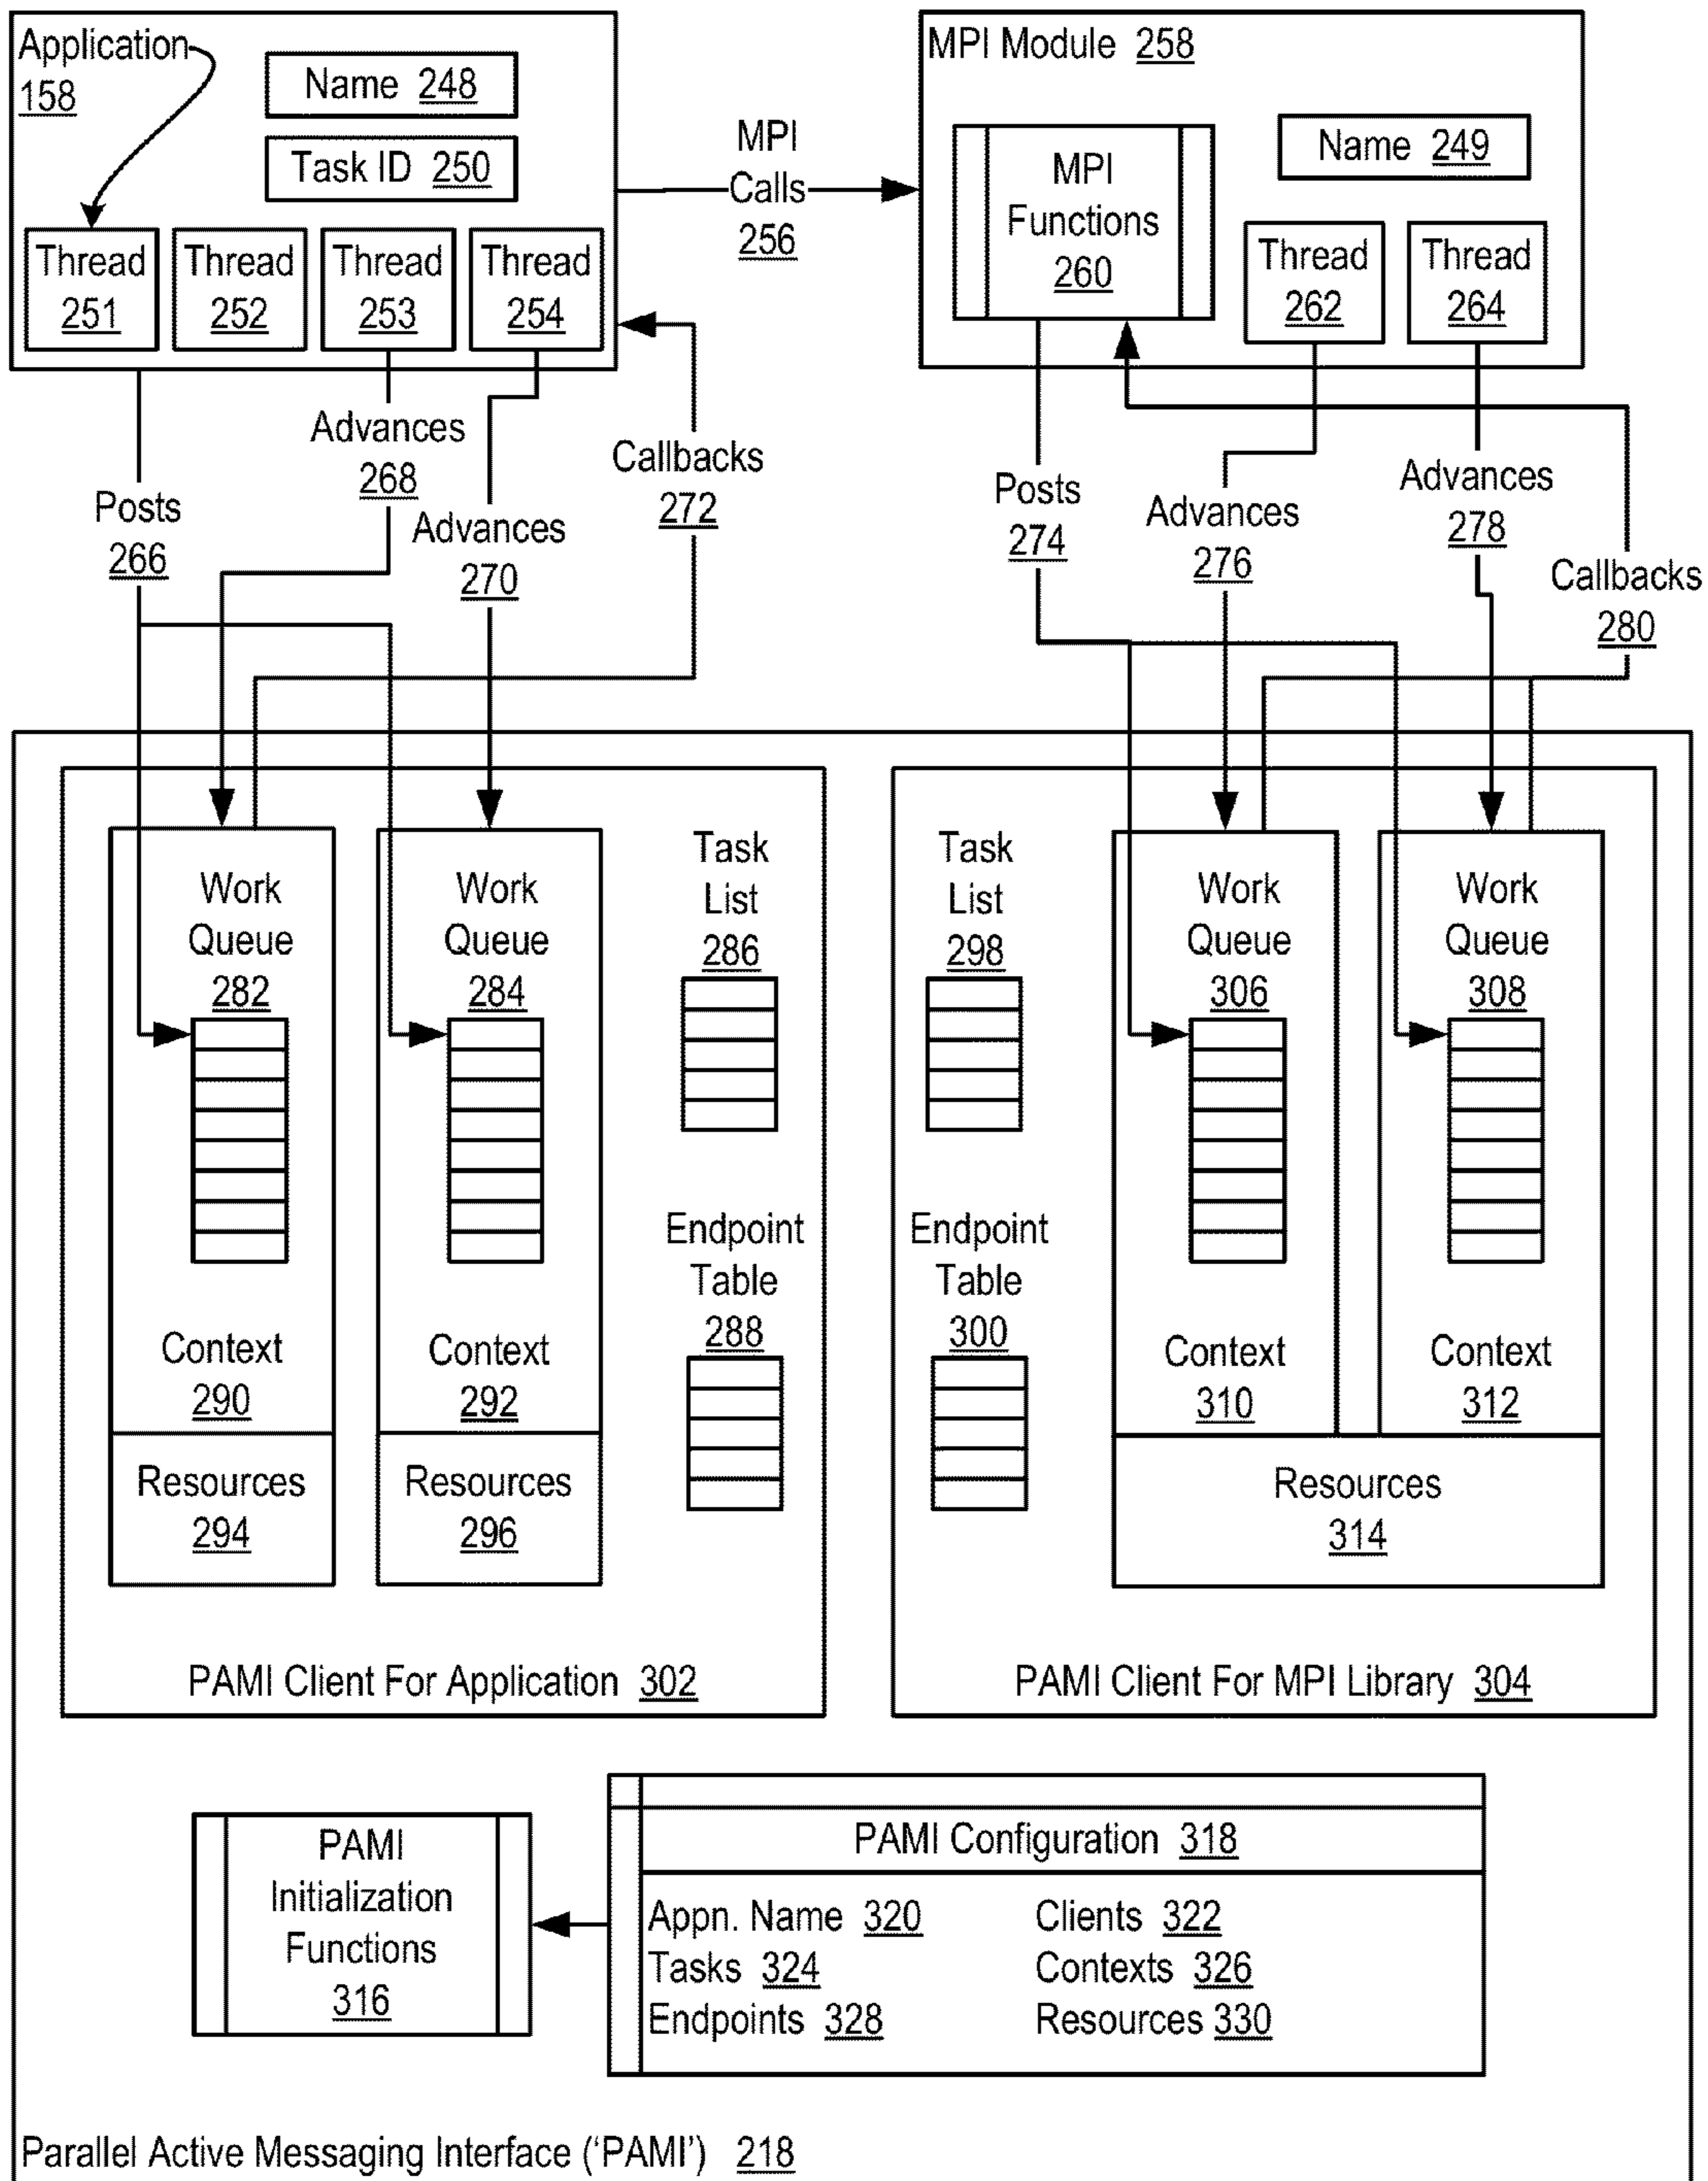 Application
158
Name 248
Task ID 250
Thread
251
Thread
252
Thread
253
Thread
254
MPI
Calls
256
MPI Module 258
MPI
Functions
260
Name 249
Thread
262
Thread
264
Posts
266
Advances
268
Advances
270
Callbacks
272
Posts
274
Advances
276
Advances
278
Callbacks
280
Work
Queue
282
Context
290
Resources
294
Work
Queue
284
Context
292
Resources
296
Task
List
286
Endpoint
Table
288
PAMI Client For Application 302
Task
List
298
Endpoint
Table
300
Work
Queue
306
Context
310
Work
Queue
308
Context
312
Resources
314
PAMI Client For MPI Library 304
PAMI
Initialization
Functions
316
PAMI Configuration 318
Appn. Name 320 Clients 322
Tasks 324 Contexts 326
Endpoints 328 Resources 330
Parallel Active Messaging Interface (‘PAMI’) 218